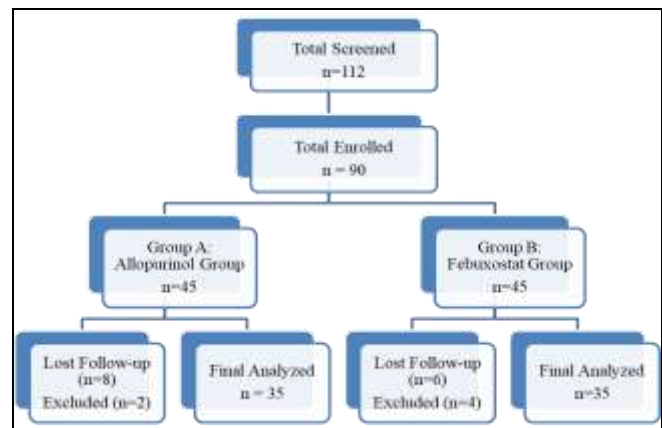 Total Screened
n=112
Total Enrolled
n = 90
Group A:
Allopurinol Group
n=45
Group B:
Febuxostat Group
n=45
Lost Follow-up
(n=8)
Excluded (n=2)
Final Analyzed
n = 35
Lost Follow-up
(n=6)
Excluded (n=4)
Final Analyzed
n=35